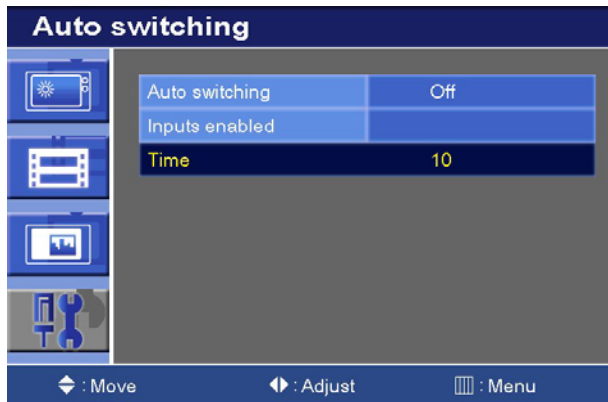 Auto switching
Auto switching Off
Inputs enabled
Time 10
: Move : Adjust : Menu